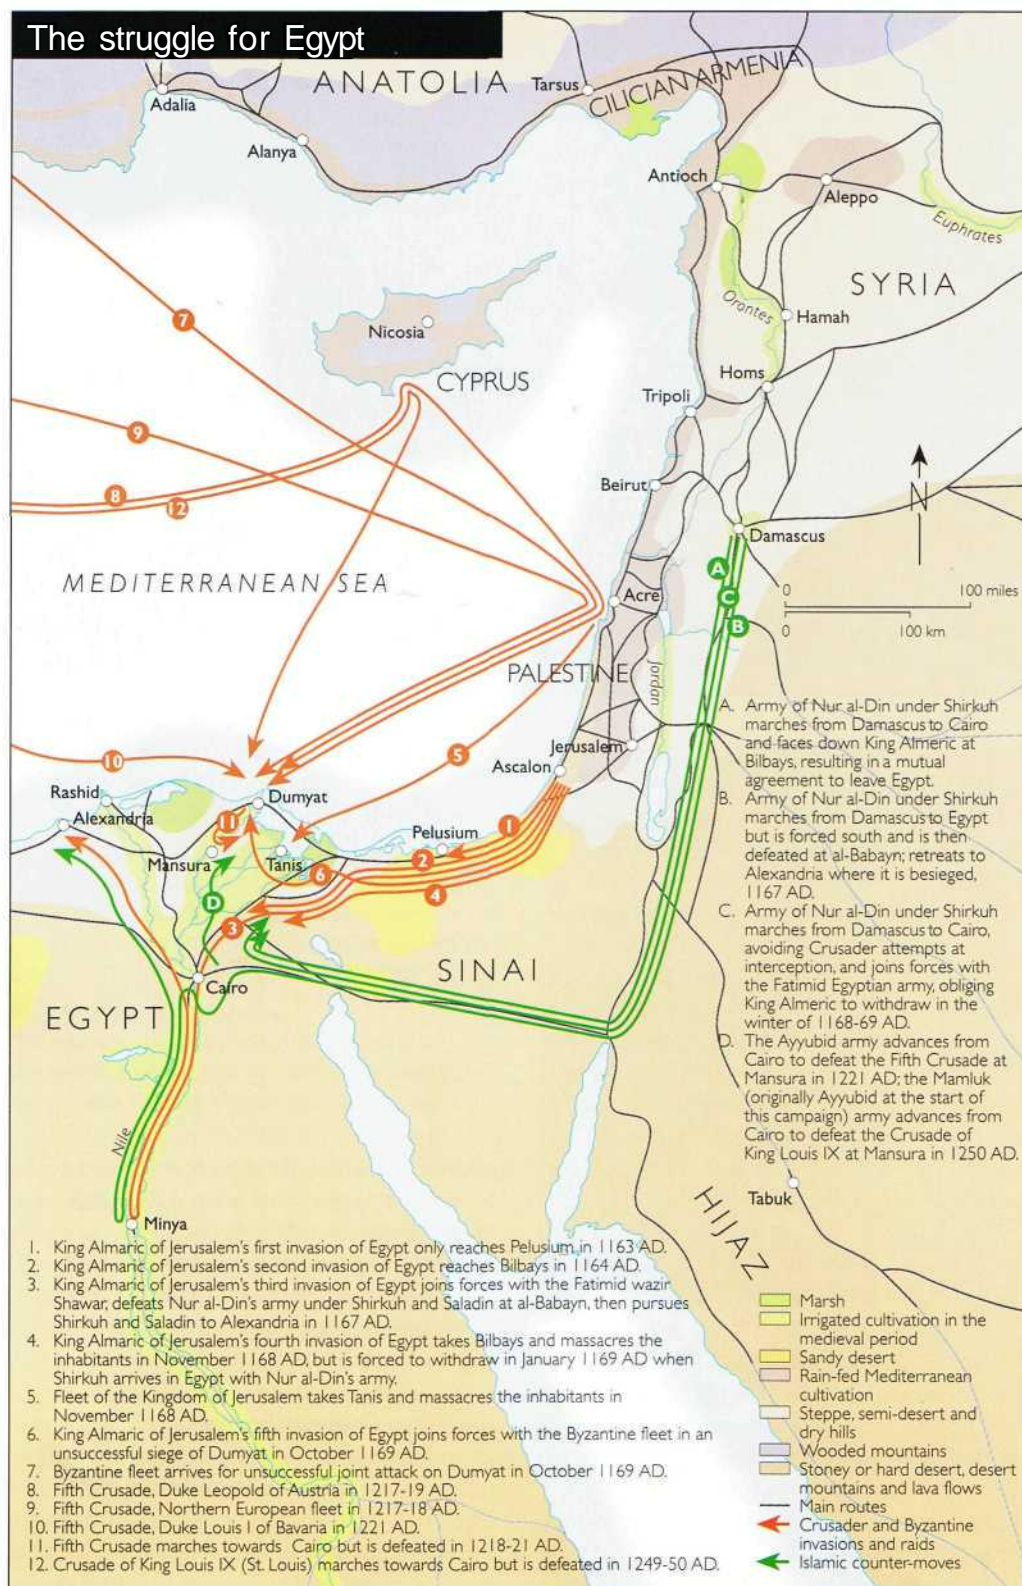 The struggle for Egypt
ANATOLIA
Tarsus
CILICIAN ARMENIA
Adalia
Alanya
Antioch
Aleppo
Euphrates
SYRIA
Orontes
Hamah
7
Nicosia
CYPRUS
Homs
Tripoli
9
8
12
Beirut
N
Damascus
MEDITERRANEAN SEA
A
C
B
0 100 miles
0 100 km
Acre
PALESTINE
Jordan
Jerusalem
Ascalon
10
5
Rashid
Alexandria
Dumyat
11
Pelusium
1
Mansura
Tanis
2
6
4
D
3
Cairo
SINAI
EGYPT
Nile
Minya
Tabuk
HIJAZ
A. Army of Nur al-Din under Shirkuh
marches from Damascus to Cairo
and faces down King Almeric at
Bilbays, resulting in a mutual
agreement to leave Egypt.
B. Army of Nur al-Din under Shirkuh
marches from Damascus to Egypt
but is forced south and is then
defeated at al-Babayn; retreats to
Alexandria where it is besieged,
1167 AD.
C. Army of Nur al-Din under Shirkuh
marches from Damascus to Cairo,
avoiding Crusader attempts at
interception, and joins forces with
the Fatimid Egyptian army, obliging
King Almeric to withdraw in the
winter of 1168-69 AD.
D. The Ayyubid army advances from
Cairo to defeat the Fifth Crusade at
Mansura in 1221 AD; the Mamluk
(originally Ayyubid at the start of
this campaign) army advances from
Cairo to defeat the Crusade of
King Louis IX at Mansura in 1250 AD.
1. King Almaric of Jerusalem's first invasion of Egypt only reaches Pelusium in 1163 AD.
2. King Almaric of Jerusalem's second invasion of Egypt reaches Bilbays in 1164 AD.
3. King Almaric of Jerusalem's third invasion of Egypt joins forces with the Fatimid wazir
Shawar, defeats Nur al-Din's army under Shirkuh and Saladin at al-Babayn, then pursues
Shirkuh and Saladin to Alexandria in 1167 AD.
4. King Almaric of Jerusalem's fourth invasion of Egypt takes Bilbays and massacres the
inhabitants in November 1168 AD, but is forced to withdraw in January 1169 AD when
Shirkuh arrives in Egypt with Nur al-Din's army.
5. Fleet of the Kingdom of Jerusalem takes Tanis and massacres the inhabitants in
November 1168 AD.
6. King Almaric of Jerusalem's fifth invasion of Egypt joins forces with the Byzantine fleet in an
unsuccessful siege of Dumyat in October 1169 AD.
7. Byzantine fleet arrives for unsuccessful joint attack on Dumyat in October 1169 AD.
8. Fifth Crusade, Duke Leopold of Austria in 1217-19 AD.
9. Fifth Crusade, Northern European fleet in 1217-18 AD.
10. Fifth Crusade, Duke Louis I of Bavaria in 1221 AD.
11. Fifth Crusade marches towards Cairo but is defeated in 1218-21 AD.
12. Crusade of King Louis IX (St. Louis) marches towards Cairo but is defeated in 1249-50 AD.
Marsh
Irrigated cultivation in the
medieval period
Sandy desert
Rain-fed Mediterranean
cultivation
Steppe, semi-desert and
dry hills
Wooded mountains
Stoney or hard desert, desert
mountains and lava flows
Main routes
Crusader and Byzantine
invasions and raids
Islamic counter-moves